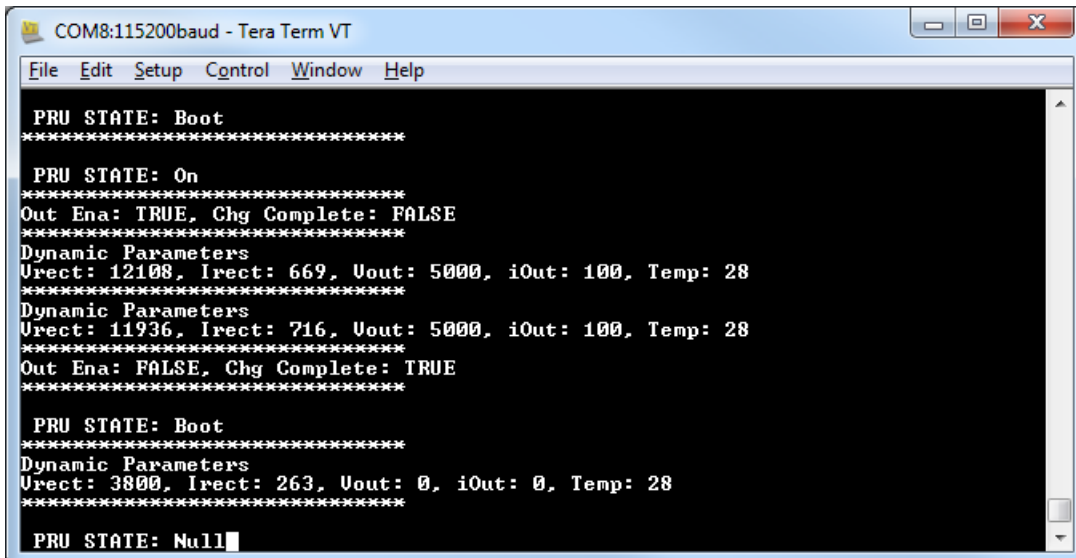 COM8:115200baud - Tera Term VT
File Edit Setup Control Window Help
PRU STATE: Boot
******************************
PRU STATE: On
******************************
Out Ena: TRUE, Chg Complete: FALSE
******************************
Dynamic Parameters
Vrect: 12108, Irect: 669, Vout: 5000, iOut: 100, Temp: 28
******************************
Dynamic Parameters
Vrect: 11936, Irect: 716, Vout: 5000, iOut: 100, Temp: 28
******************************
Out Ena: FALSE, Chg Complete: TRUE
******************************
PRU STATE: Boot
******************************
Dynamic Parameters
Vrect: 3800, Irect: 263, Vout: 0, iOut: 0, Temp: 28
******************************
PRU STATE: Null